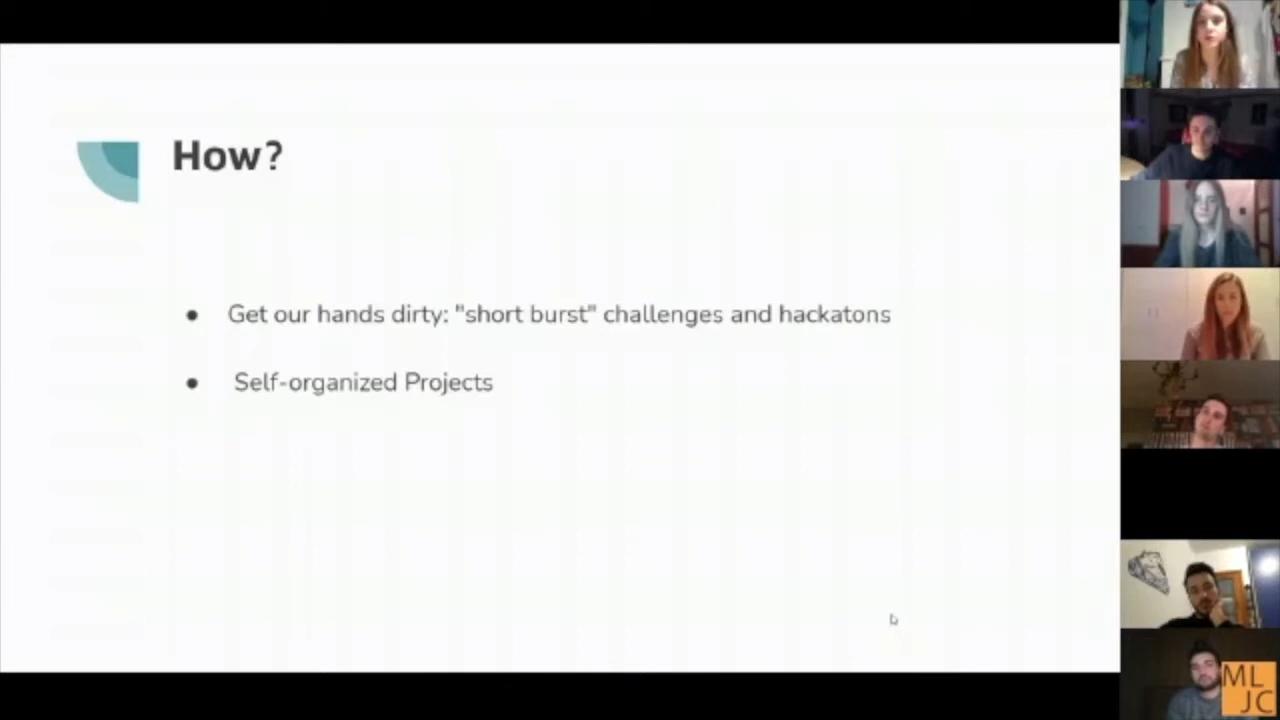 How?
● Get our hands dirty: "short burst" challenges and hackatons
● Self-organized Projects
ML
JC